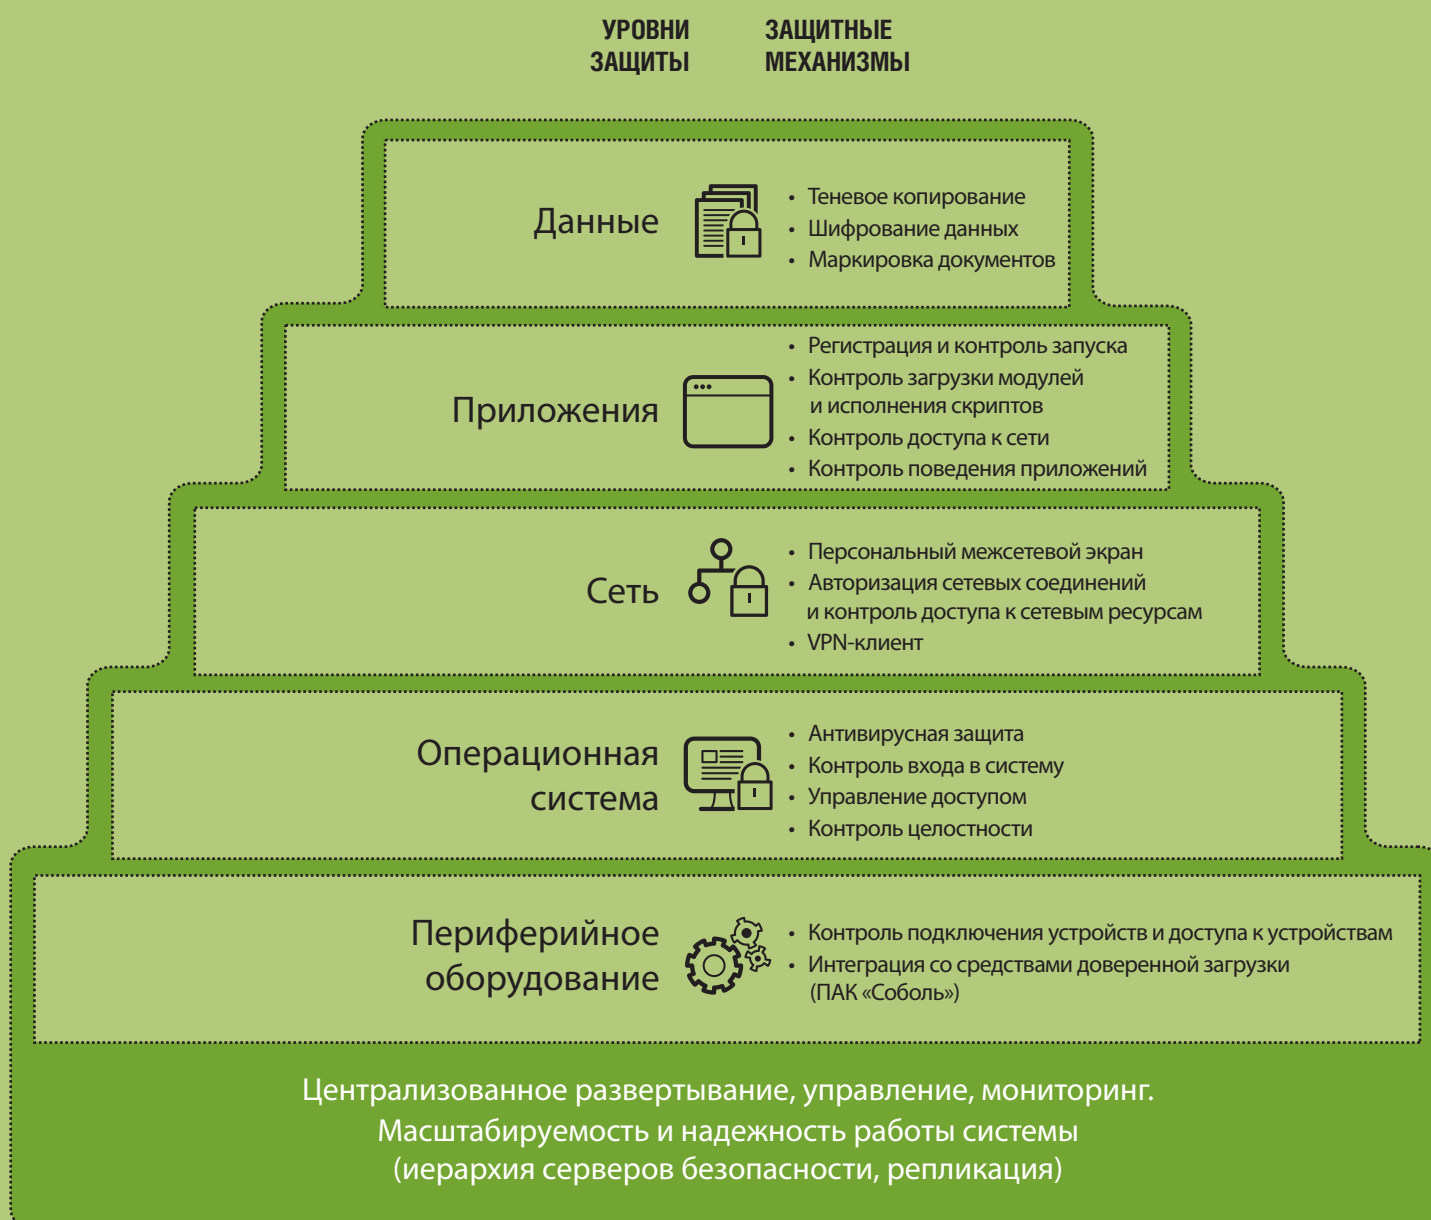 УРОВНИ
ЗАЩИТЫ
ЗАЩИТНЫЕ
МЕХАНИЗМЫ
Данные
• Теневое копирование
• Шифрование данных
• Маркировка документов
Приложения
• Регистрация и контроль запуска
• Контроль загрузки модулей
и исполнения скриптов
• Контроль доступа к сети
• Контроль поведения приложений
Сеть
• Персональный межсетевой экран
• Авторизация сетевых соединений
и контроль доступа к сетевым ресурсам
• VPN-клиент
Операционная
система
• Антивирусная защита
• Контроль входа в систему
• Управление доступом
• Контроль целостности
Периферийное
оборудование
• Контроль подключения устройств и доступа к устройствам
• Интеграция со средствами доверенной загрузки
(ПАК «Соболь»)
Централизованное развертывание, управление, мониторинг.
Масштабируемость и надежность работы системы
(иерархия серверов безопасности, репликация)